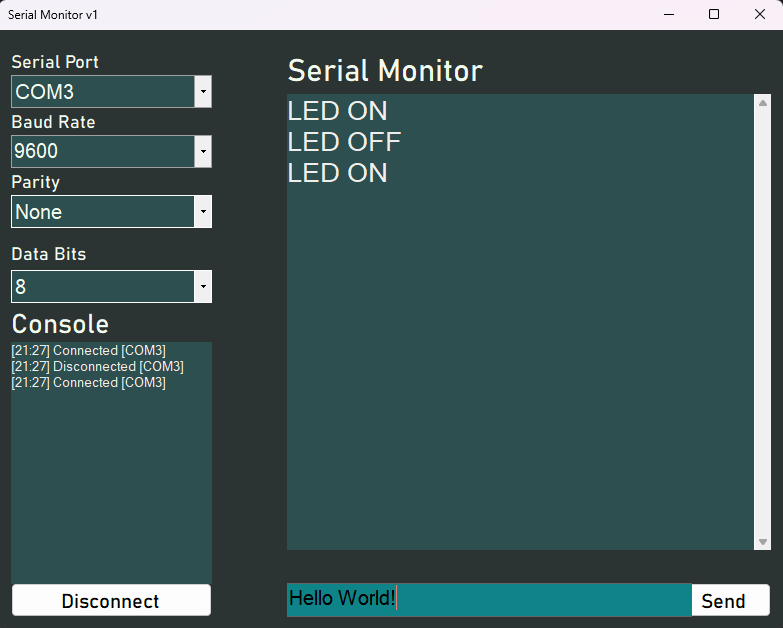 Serial Monitor v1
Serial Port
COM3
Baud Rate
9600
Parity
None
Data Bits
8
Console
[21:27] Connected [COM3]
[21:27] Disconnected [COM3]
[21:27] Connected [COM3]
Disconnect
Serial Monitor
LED ON
LED OFF
LED ON
Hello World!
Send